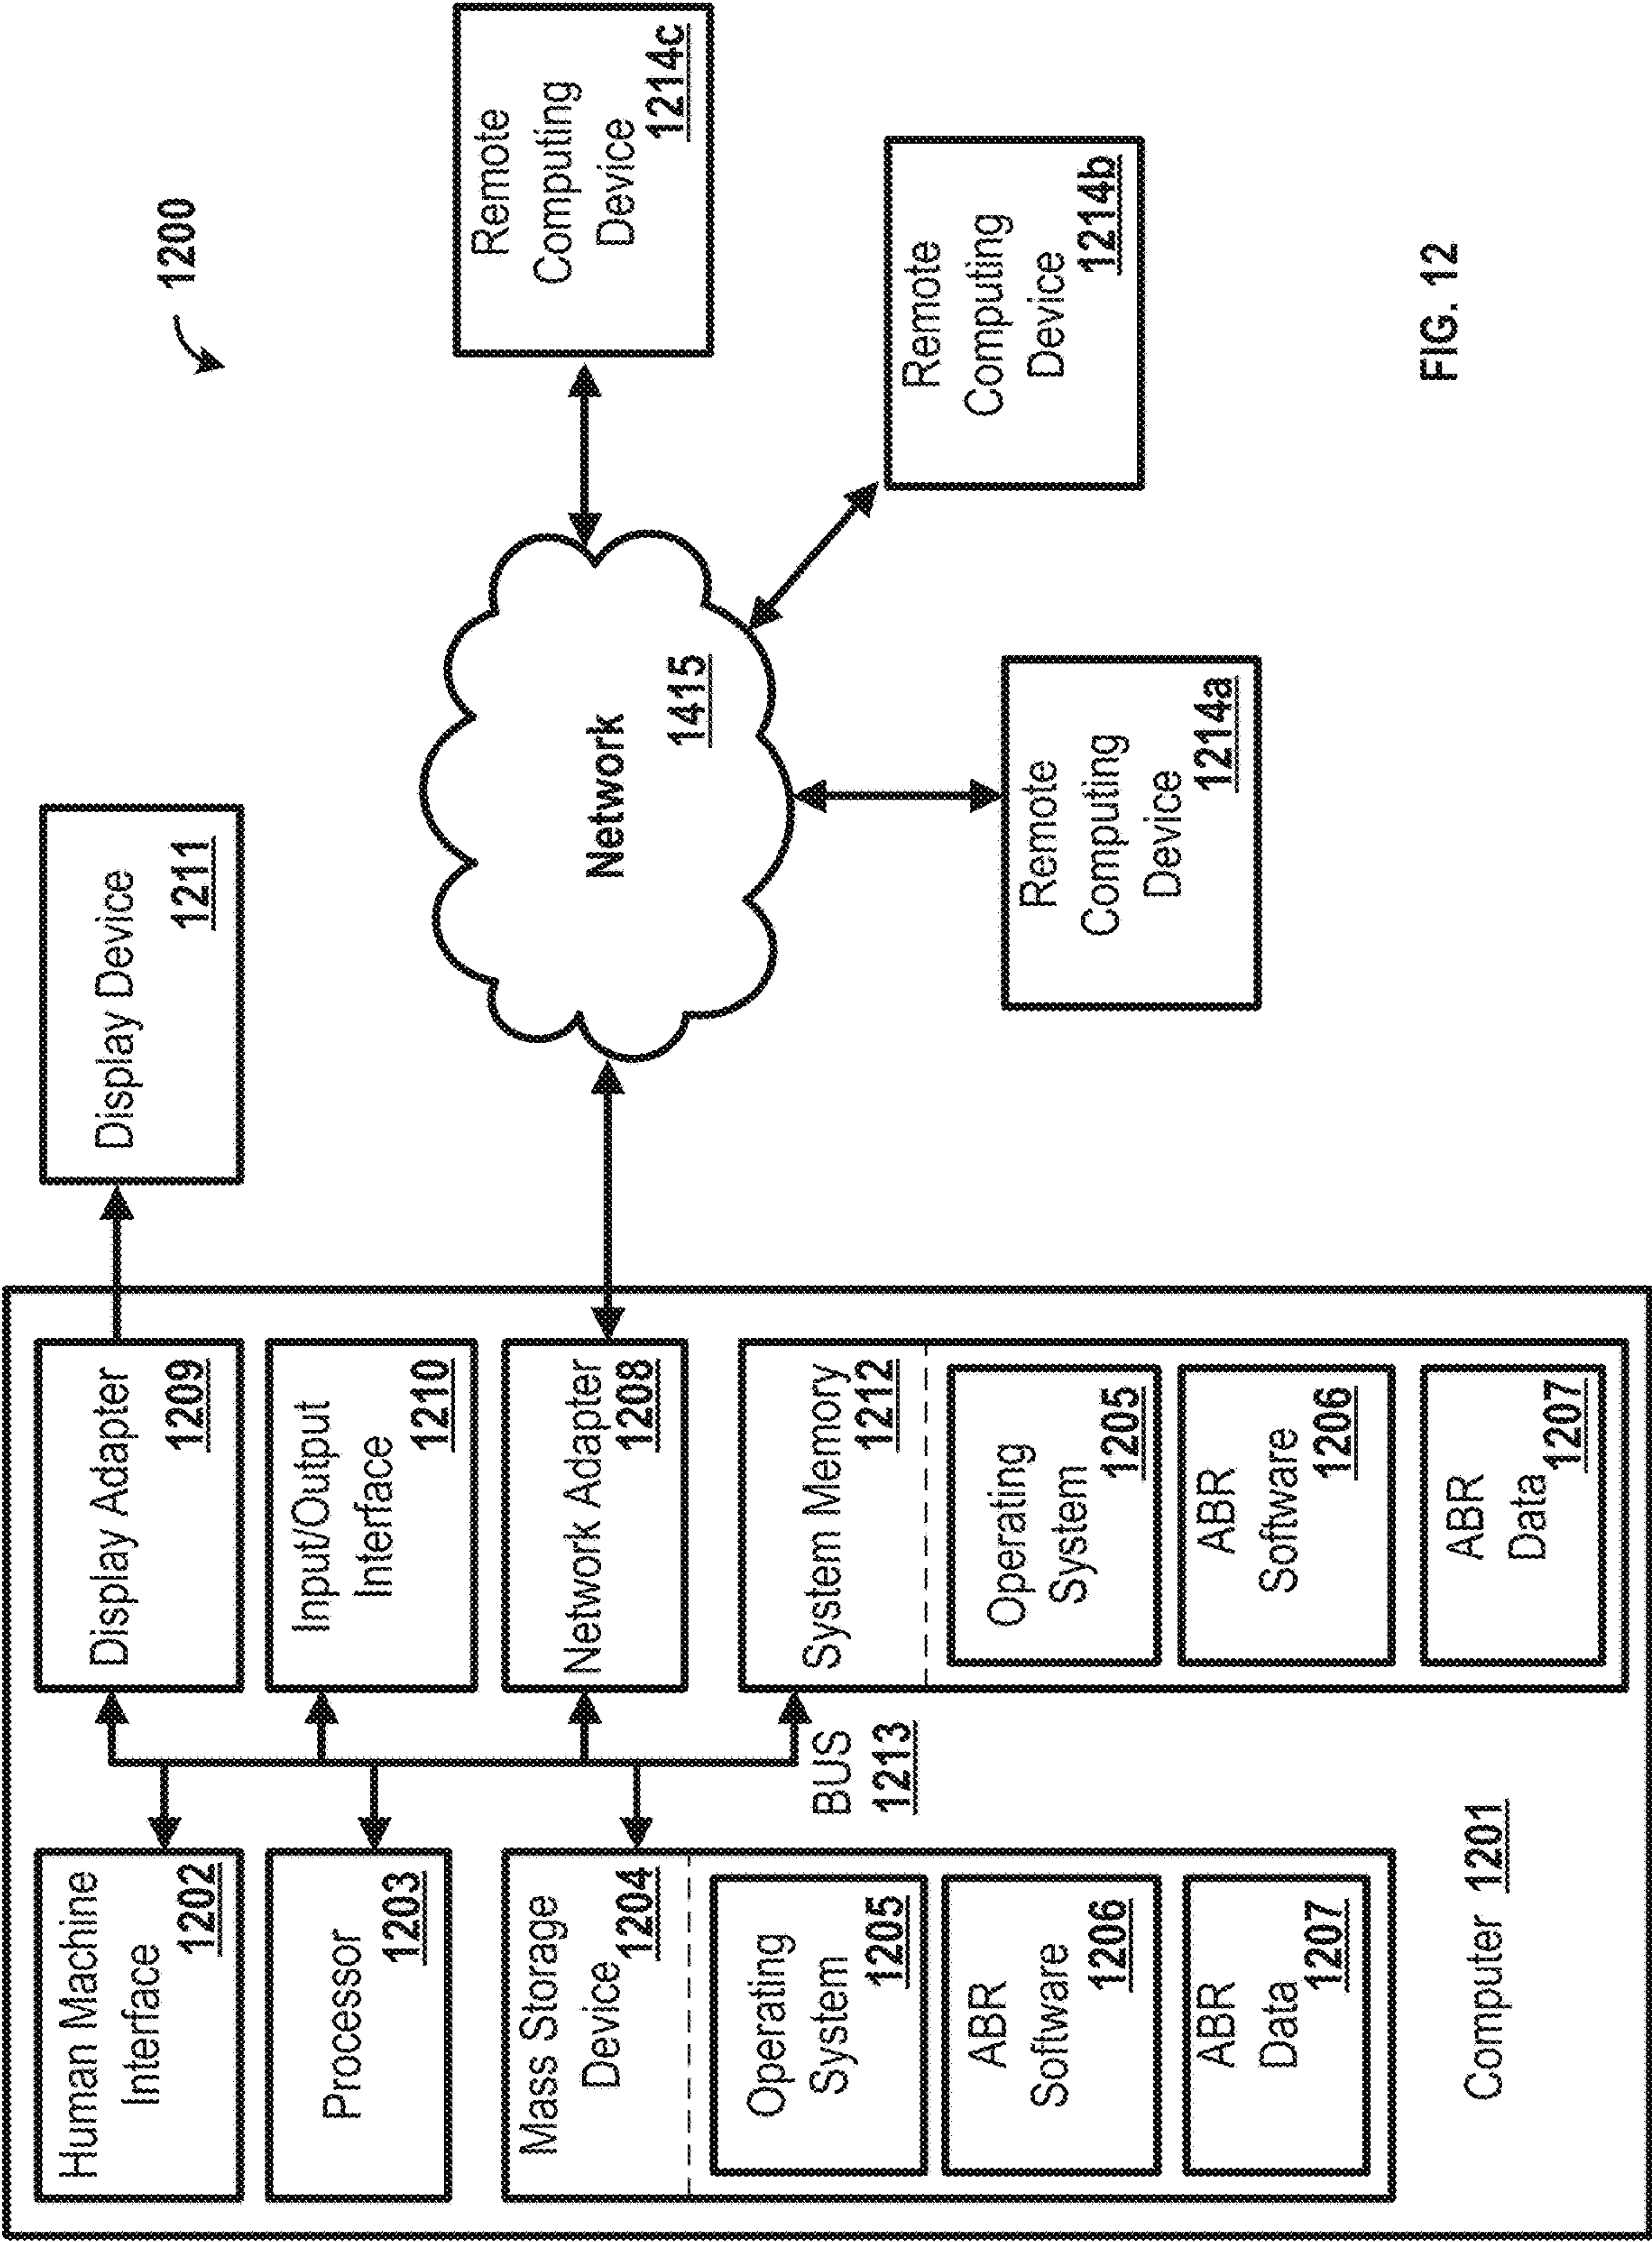 1200
Human Machine
Interface
1202
Processor
1203
Mass Storage
Device
1204
Operating
System
1205
ABR
Software
1206
ABR
Data
1207
Computer 1201
BUS
1213
Display Adapter
1209
Input/Output
Interface
1210
Network Adapter
1208
System Memory
1212
Operating
System
1205
ABR
Software
1206
ABR
Data
1207
Display Device
1211
Network
1415
Remote
Computing
Device
1214a
Remote
Computing
Device
1214b
Remote
Computing
Device
1214c
FIG. 12